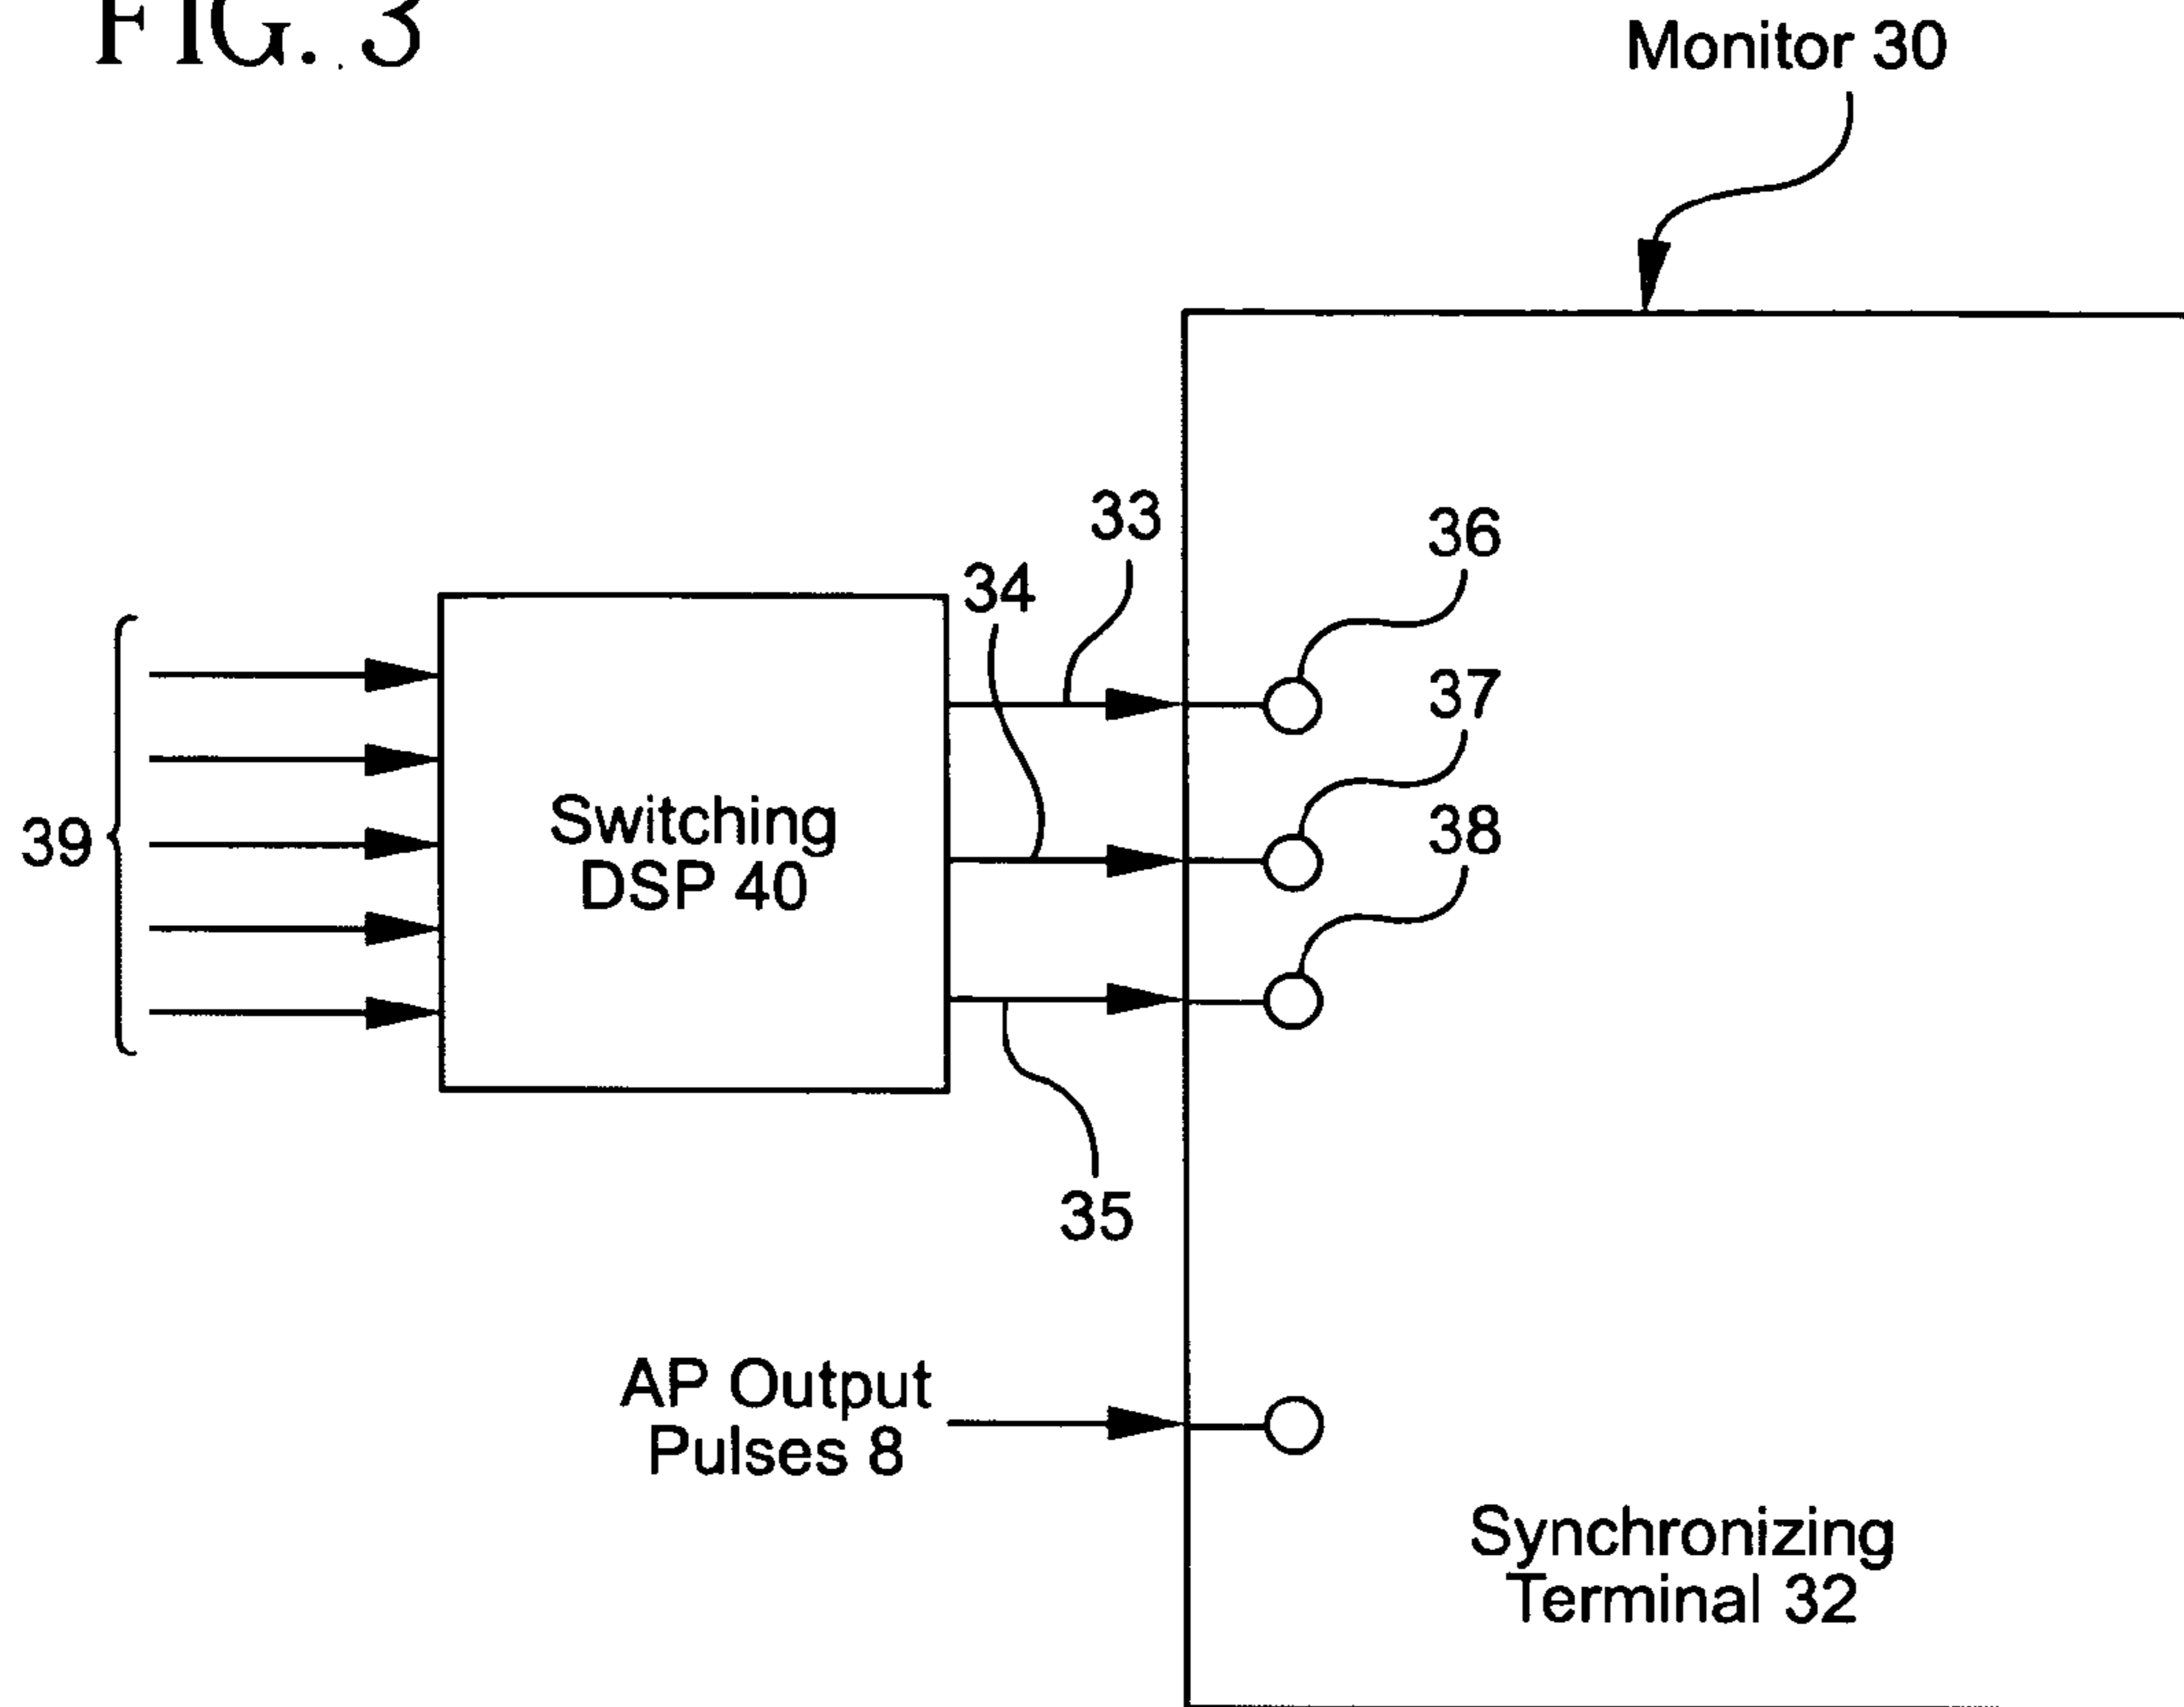 FIG. 3
Monitor 30
33
36
34
37
39
Switching
DSP 40
38
35
AP Output
Pulses 8
Synchronizing
Terminal 32